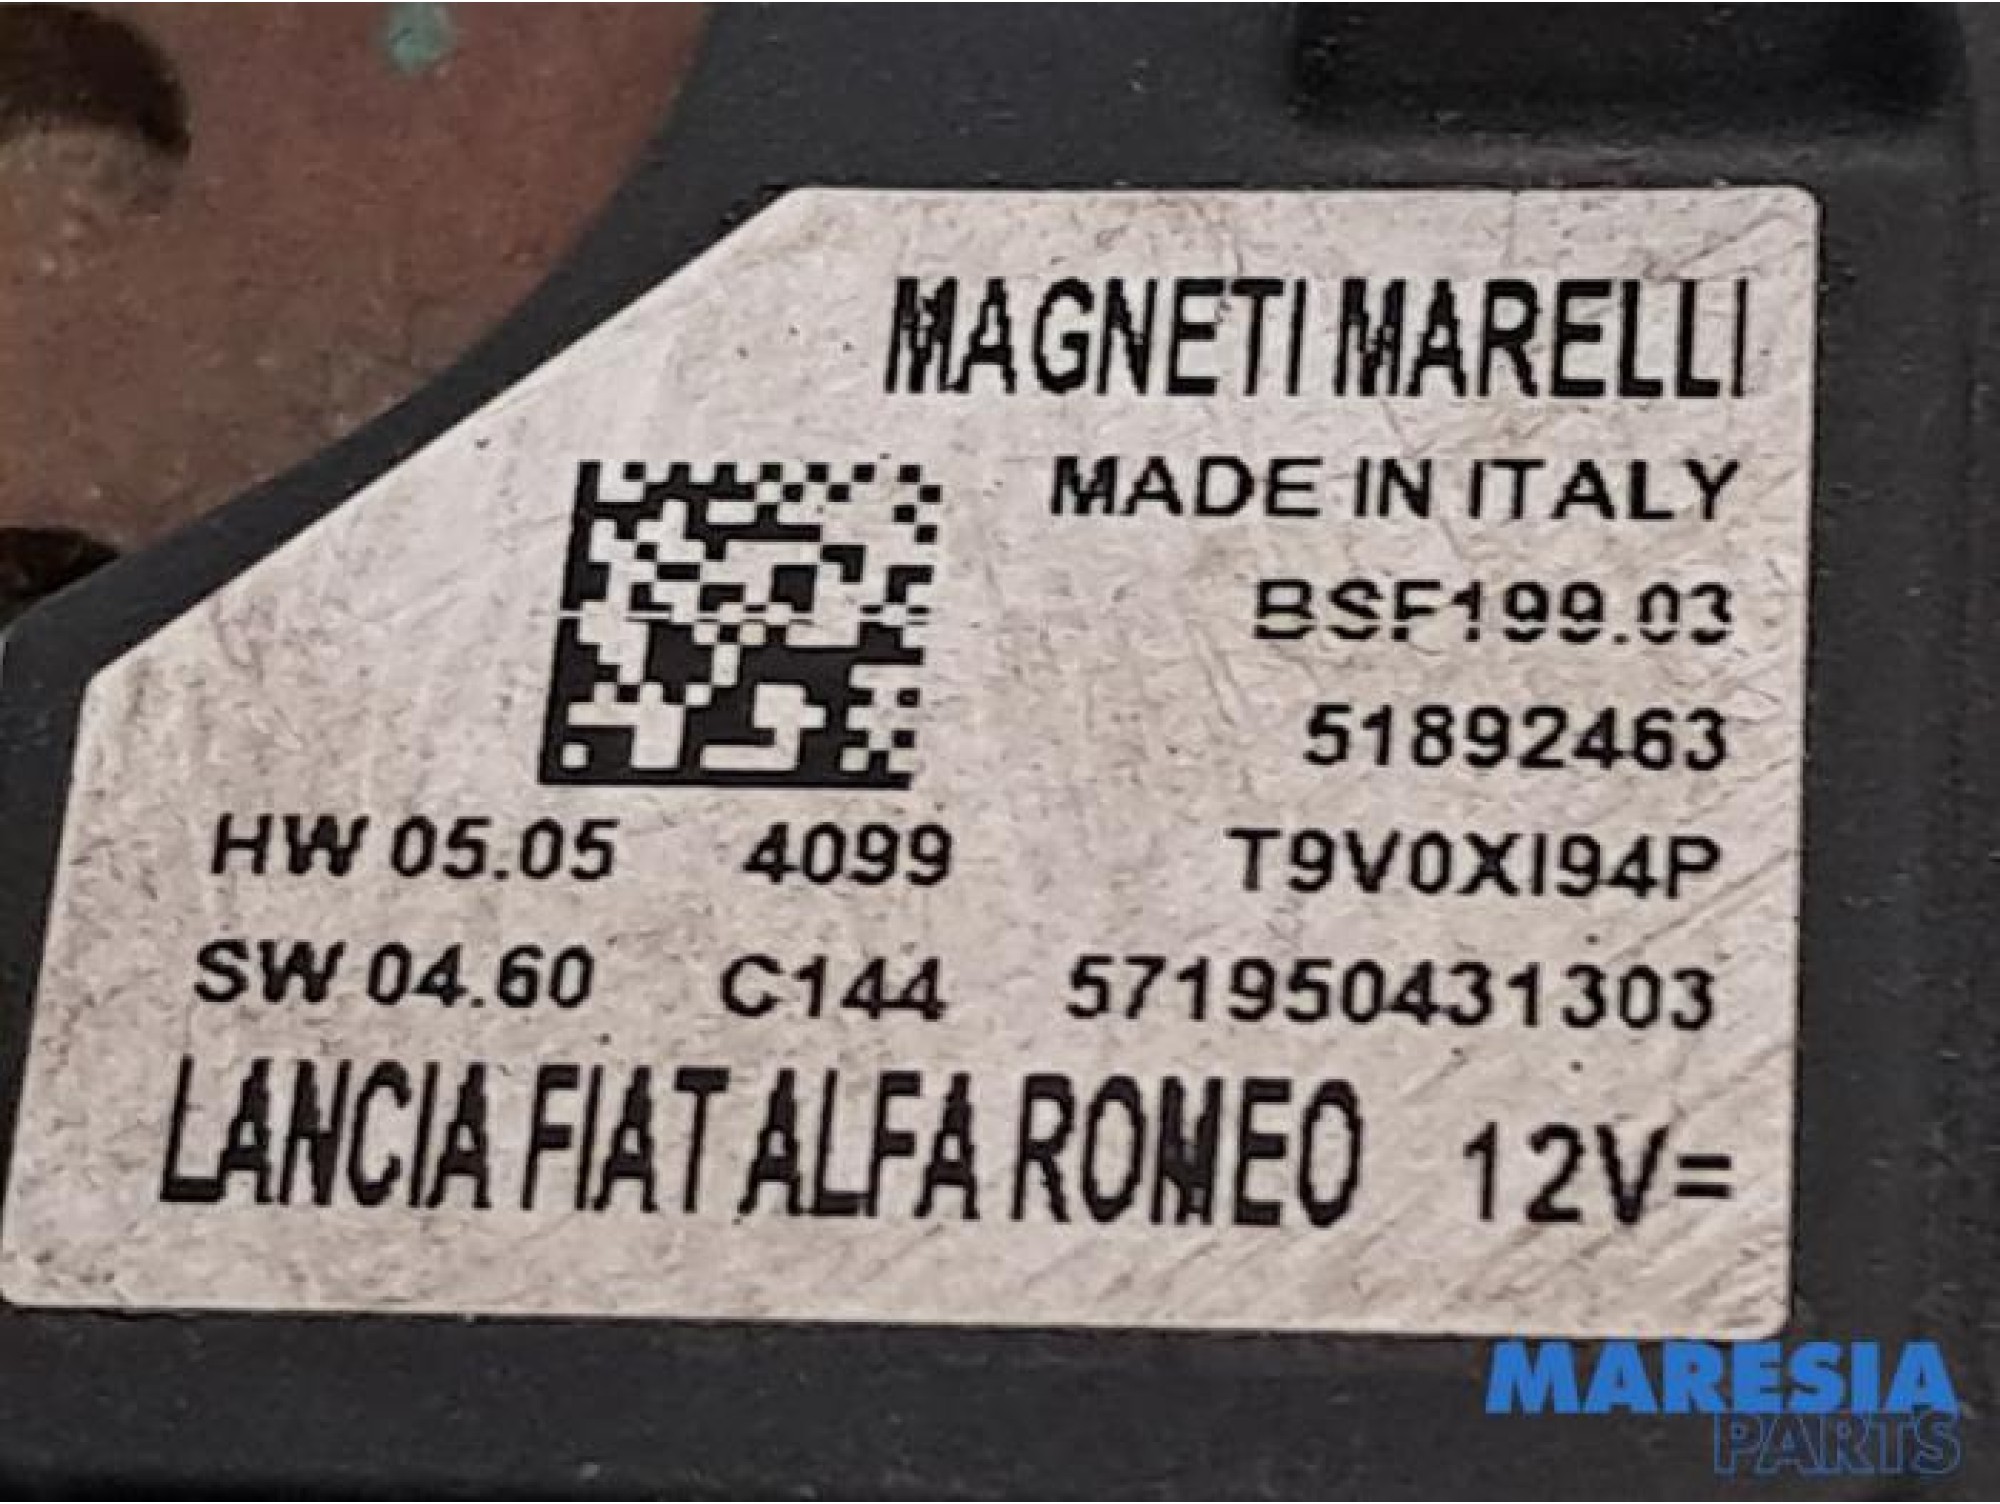 MAGNETI MARELLI
MADE IN ITALY
BSF199.03
51892463
HW 05.05 4099 T9V0XI94P
SW 04.60 C144 571950431303
LANCIA FIAT ALFA ROMEO 12V=
MARESIA
PARTS